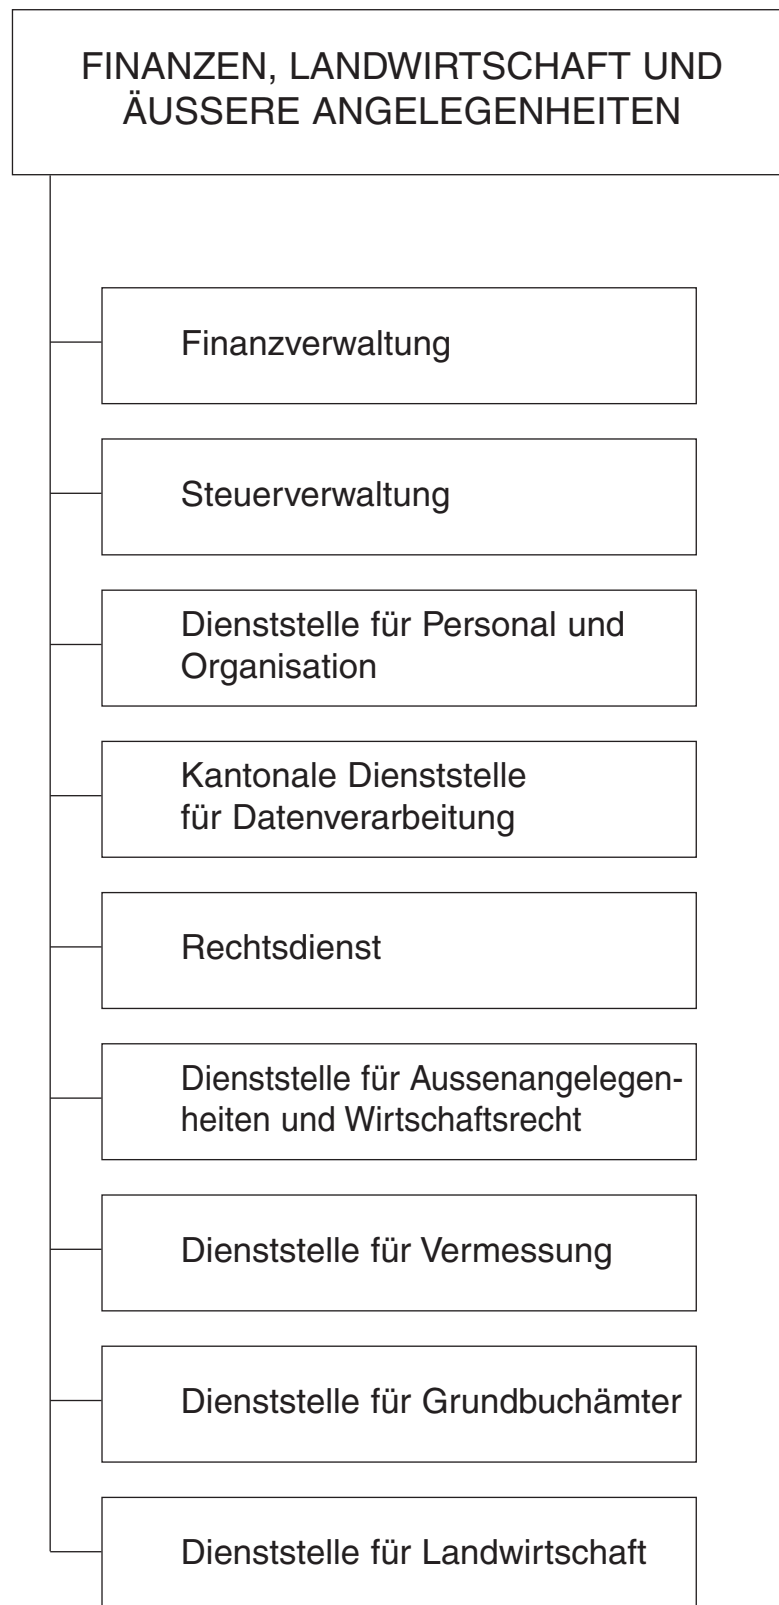 FINANZEN, LANDWIRTSCHAFT UND
ÄUSSERE ANGELEGENHEITEN
Finanzverwaltung
Steuerverwaltung
Dienststelle für Personal und
Organisation
Kantonale Dienststelle
für Datenverarbeitung
Rechtsdienst
Dienststelle für Aussenangelegen-
heiten und Wirtschaftsrecht
Dienststelle für Vermessung
Dienststelle für Grundbuchämter
Dienststelle für Landwirtschaft